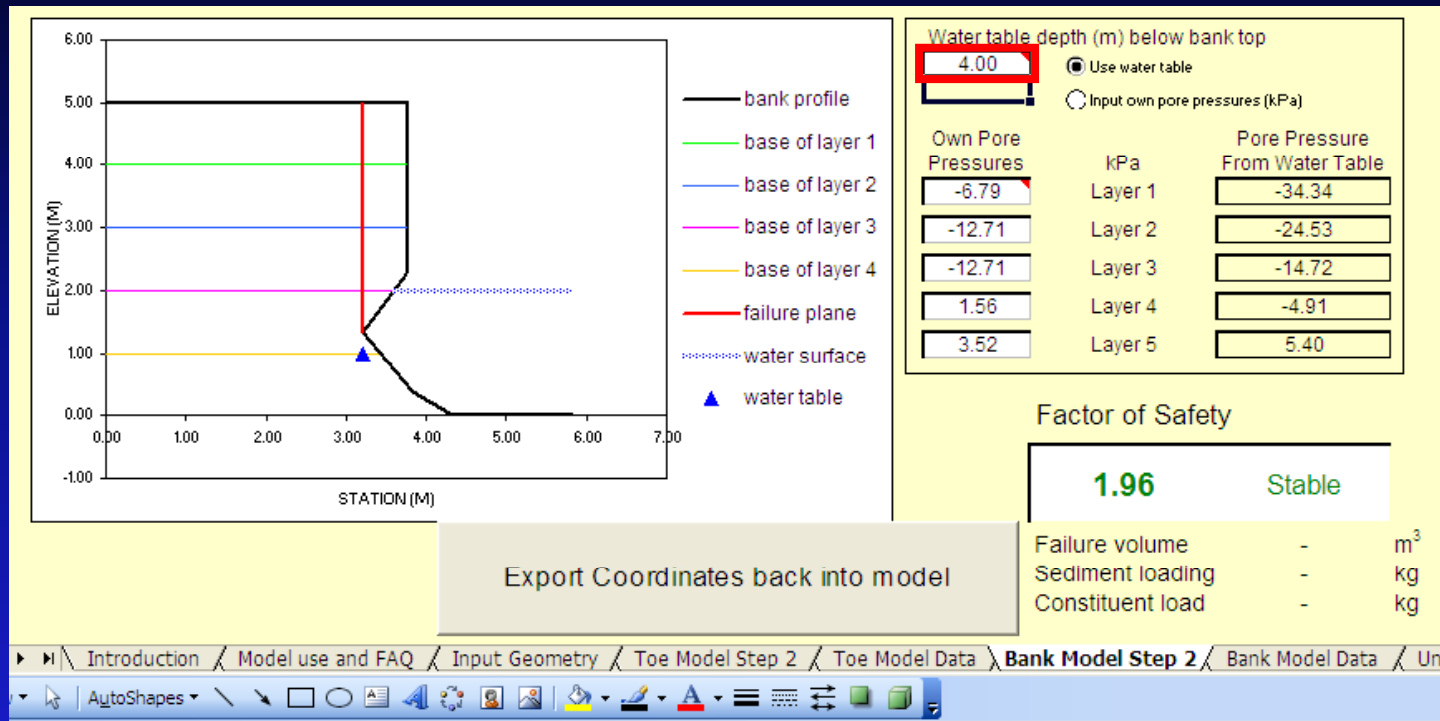 6.00
5.00
4.00
3.00
2.00
1.00
0.00
-1.00
0.00 1.00 2.00 3.00 4.00 5.00 6.00 7.00
ELEVATION (M)
STATION (M)
bank profile
base of layer 1
base of layer 2
base of layer 3
base of layer 4
failure plane
water surface
water table
Water table depth (m) below bank top
4.00
Use water table
Input own pore pressures (kPa)
Own Pore Pressures kPa Pore Pressure From Water Table
-6.79 Layer 1 -34.34
-12.71 Layer 2 -24.53
-12.71 Layer 3 -14.72
1.56 Layer 4 -4.91
3.52 Layer 5 5.40
Factor of Safety
1.96 Stable
Export Coordinates back into model
Failure volume - m³
Sediment loading - kg
Constituent load - kg
Introduction Model use and FAQ Input Geometry Toe Model Step 2 Toe Model Data Bank Model Step 2 Bank Model Data Un
AutoShapes